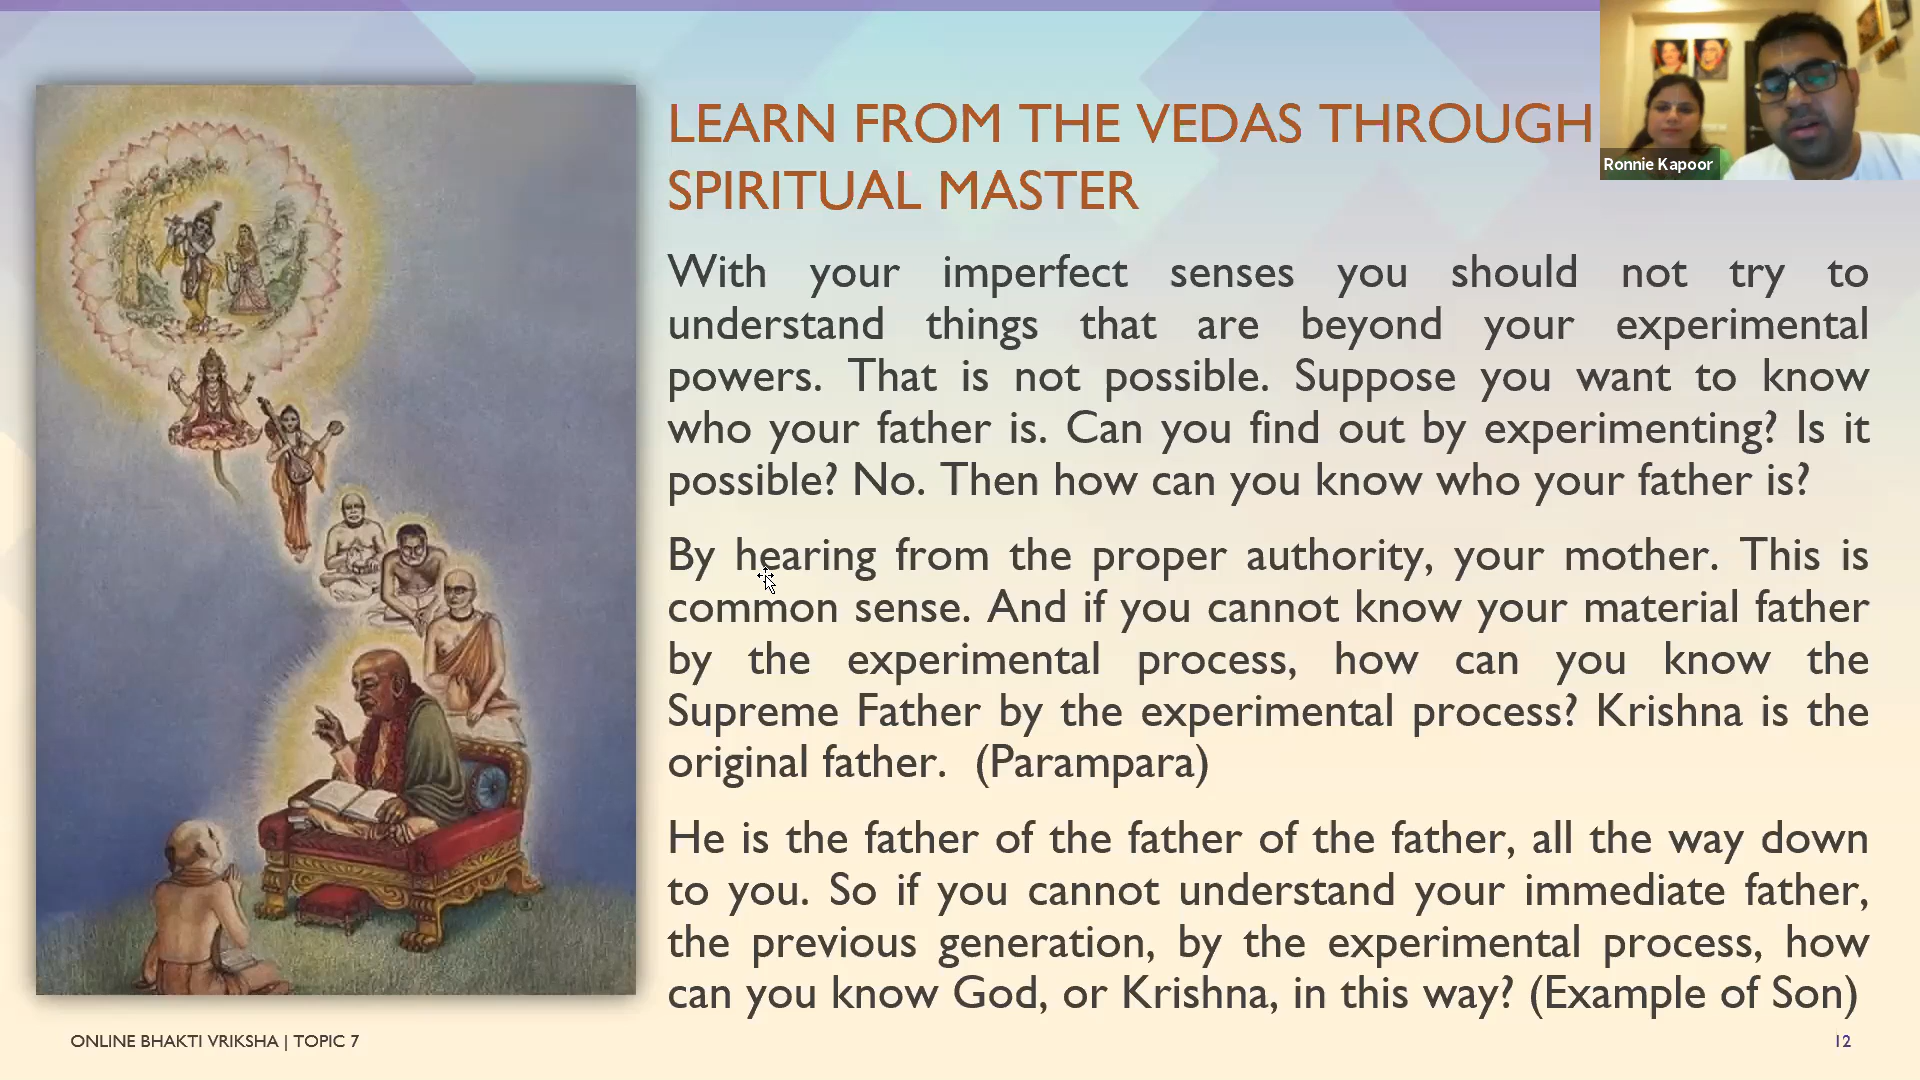 LEARN FROM THE VEDAS THROUGH
SPIRITUAL MASTER
Ronnie Kapoor
With your imperfect senses you should not try to
understand things that are beyond your experimental
powers. That is not possible. Suppose you want to know
who your father is. Can you find out by experimenting? Is it
possible? No. Then how can you know who your father is?
By hearing from the proper authority, your mother. This is
common sense. And if you cannot know your material father
by the experimental process, how can you know the
Supreme Father by the experimental process? Krishna is the
original father. (Parampara)
He is the father of the father of the father, all the way down
to you. So if you cannot understand your immediate father,
the previous generation, by the experimental process, how
can you know God, or Krishna, in this way? (Example of Son)
ONLINE BHAKTI VRIKSHA | TOPIC 7
12